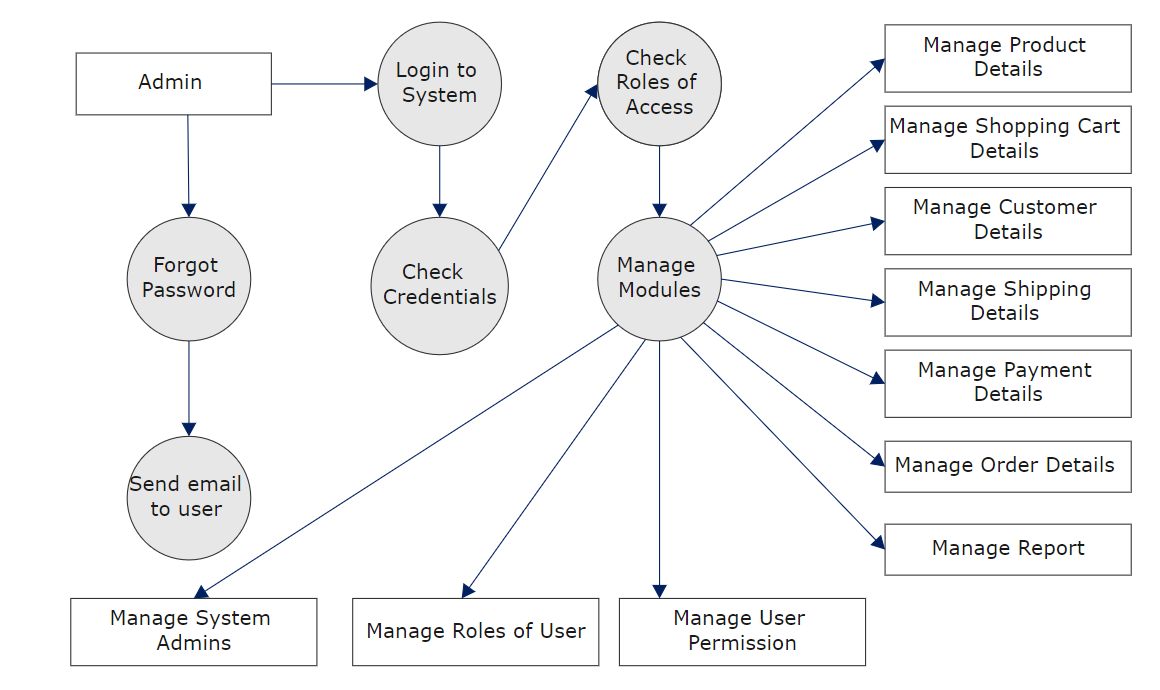 Admin
Login to
System
Check
Roles of
Access
Manage Product
Details
Manage Shopping Cart
Details
Manage Customer
Details
Forgot
Password
Check
Credentials
Manage
Modules
Manage Shipping
Details
Manage Payment
Details
Manage Order Details
Send email
to user
Manage Report
Manage System
Admins
Manage Roles of User
Manage User
Permission